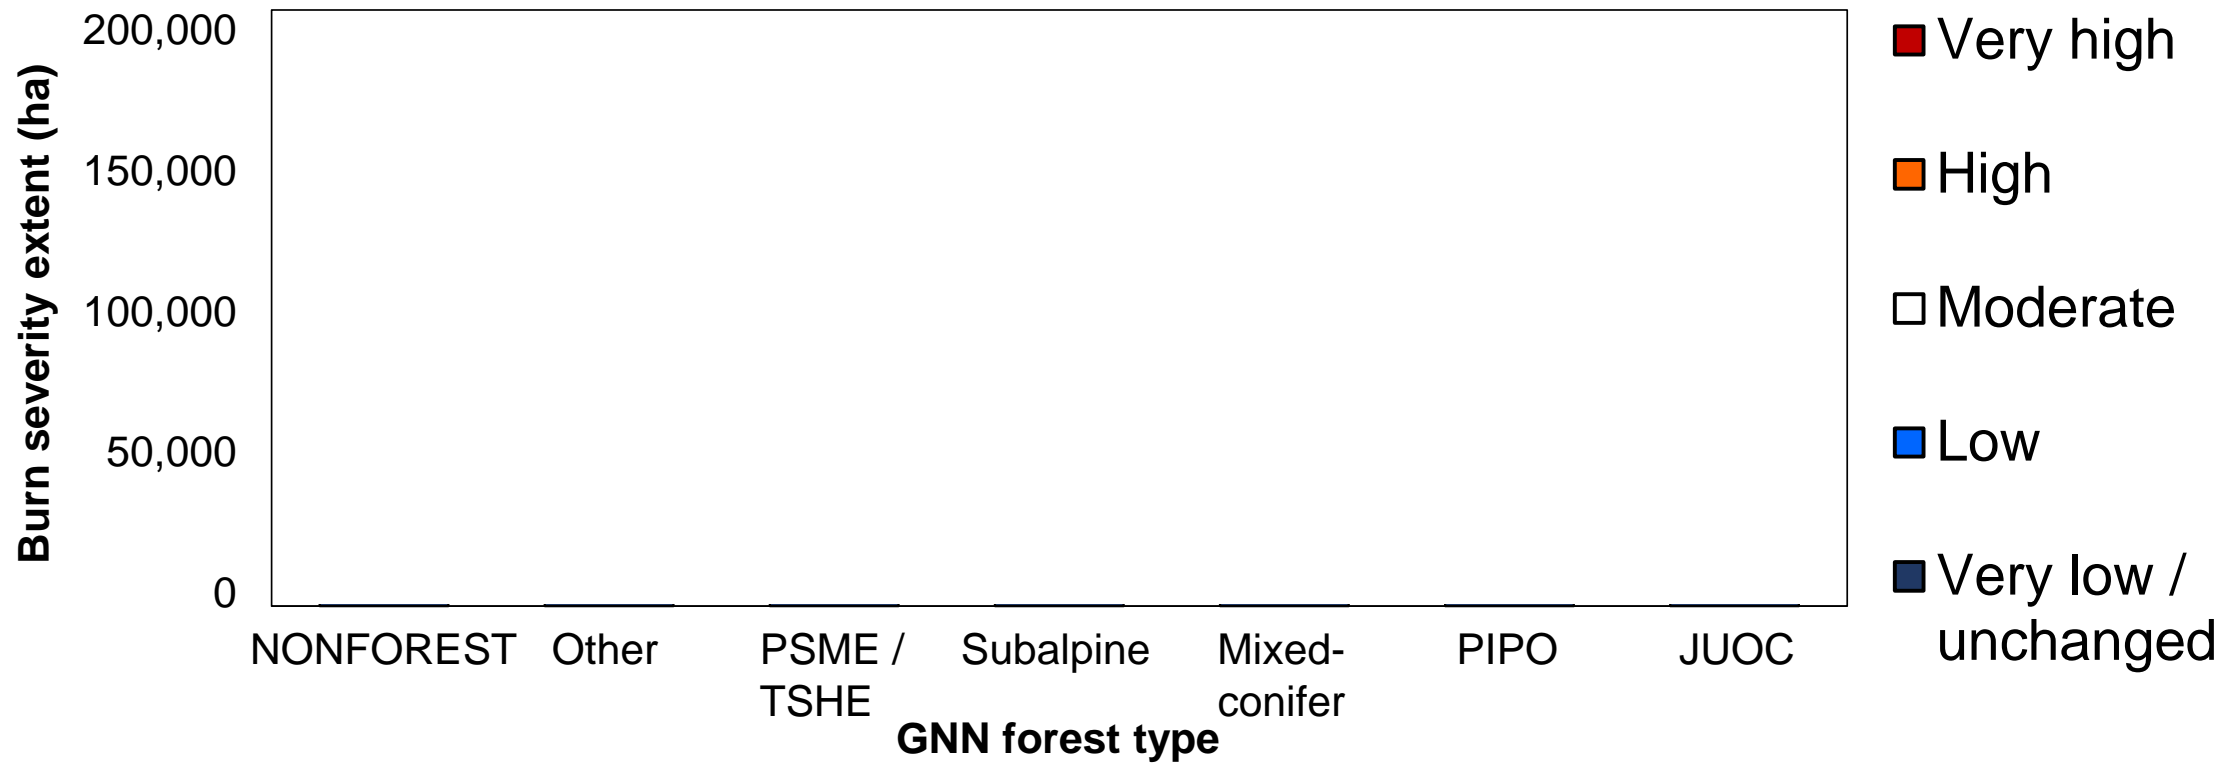 Burn severity extent (ha)
200,000
150,000
100,000
50,000
0
NONFOREST
Other
PSME /
TSHE
Subalpine
Mixed-
conifer
PIPO
JUOC
GNN forest type
Very high
High
Moderate
Low
Very low /
unchanged